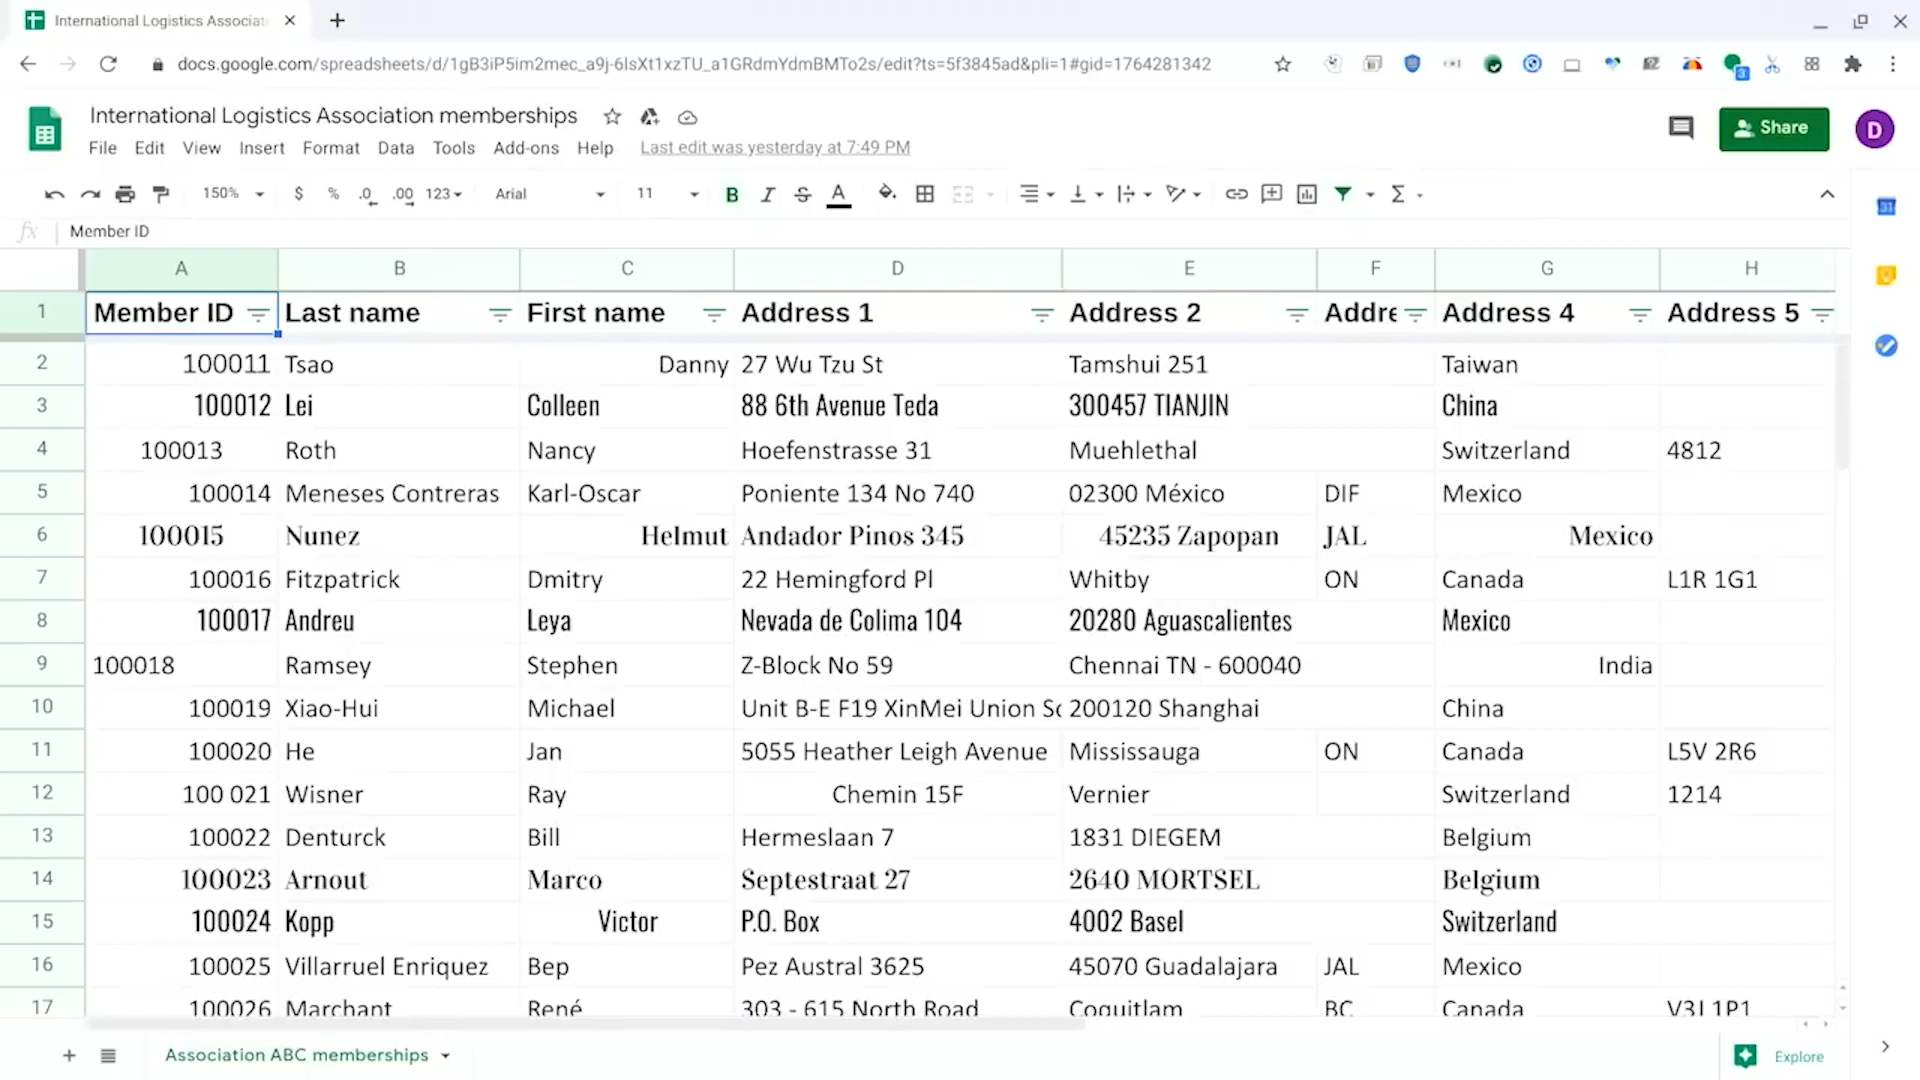 International Logistics Associat
docs.google.com/spreadsheets/d/1gB3iP5im2mec_a9j-6lsXt1xzTU_a1GRdmYdmBMTo2s/edit?ts=5f3845ad&pli=1#gid=1764281342
International Logistics Association memberships
File Edit View Insert Format Data Tools Add-ons Help Last edit was yesterday at 7:49 PM
Share
D
150% $ % .0 .00 123 Arial 11 B I S A Σ
fx Member ID
A B C D E F G H
1 Member ID Last name First name Address 1 Address 2 Addre Address 4 Address 5
2 100011 Tsao Danny 27 Wu Tzu St Tamshui 251 Taiwan
3 100012 Lei Colleen 88 6th Avenue Teda 300457 TIANJIN China
4 100013 Roth Nancy Hoefenstrasse 31 Muehlethal Switzerland 4812
5 100014 Meneses Contreras Karl-Oscar Poniente 134 No 740 02300 México DIF Mexico
6 100015 Nunez Helmut Andador Pinos 345 45235 Zapopan JAL Mexico
7 100016 Fitzpatrick Dmitry 22 Hemingford Pl Whitby ON Canada L1R 1G1
8 100017 Andreu Leya Nevada de Colima 104 20280 Aguascalientes Mexico
9 100018 Ramsey Stephen Z-Block No 59 Chennai TN - 600040 India
10 100019 Xiao-Hui Michael Unit B-E F19 XinMei Union Sc 200120 Shanghai China
11 100020 He Jan 5055 Heather Leigh Avenue Mississauga ON Canada L5V 2R6
12 100 021 Wisner Ray Chemin 15F Vernier Switzerland 1214
13 100022 Denturck Bill Hermeslaan 7 1831 DIEGEM Belgium
14 100023 Arnout Marco Septestraat 27 2640 MORTSEL Belgium
15 100024 Kopp Victor P.O. Box 4002 Basel Switzerland
16 100025 Villarruel Enriquez Bep Pez Austral 3625 45070 Guadalajara JAL Mexico
17 100026 Marchant René 303 - 615 North Road Coquitlam BC Canada V3J 1P1
Association ABC memberships
Explore